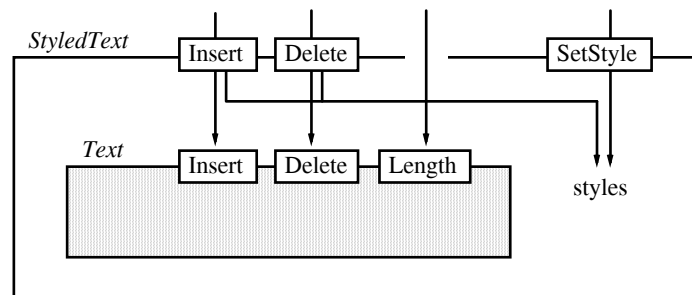 StyledText
Insert Delete SetStyle
Text
Insert Delete Length
styles